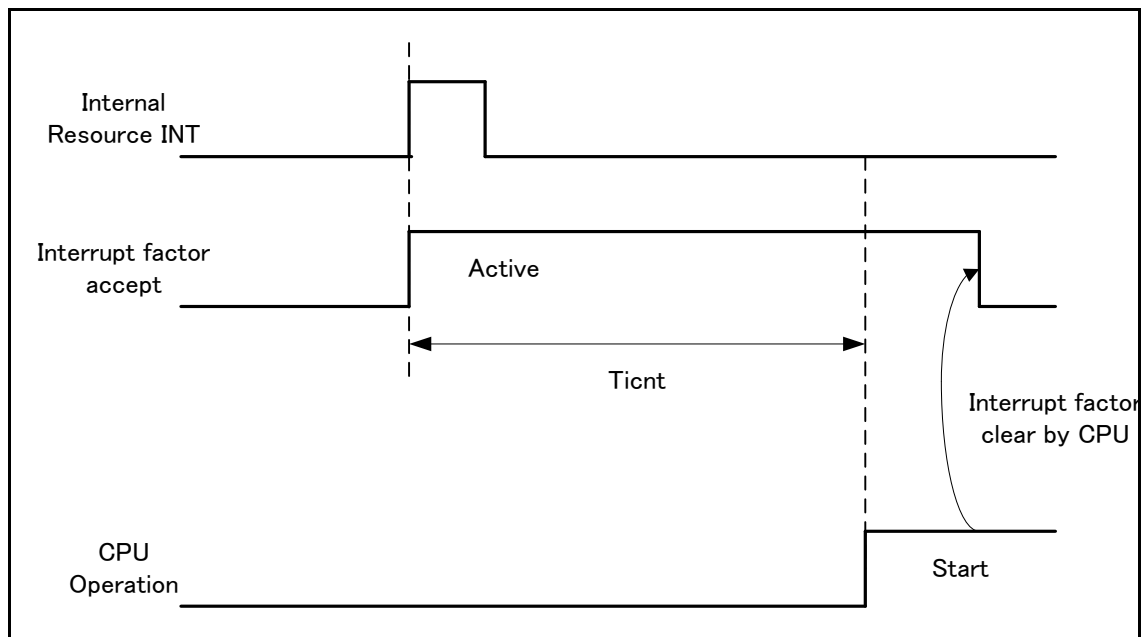 Internal
Resource INT
Interrupt factor
accept
Active
Ticnt
Interrupt factor
clear by CPU
CPU
Operation
Start